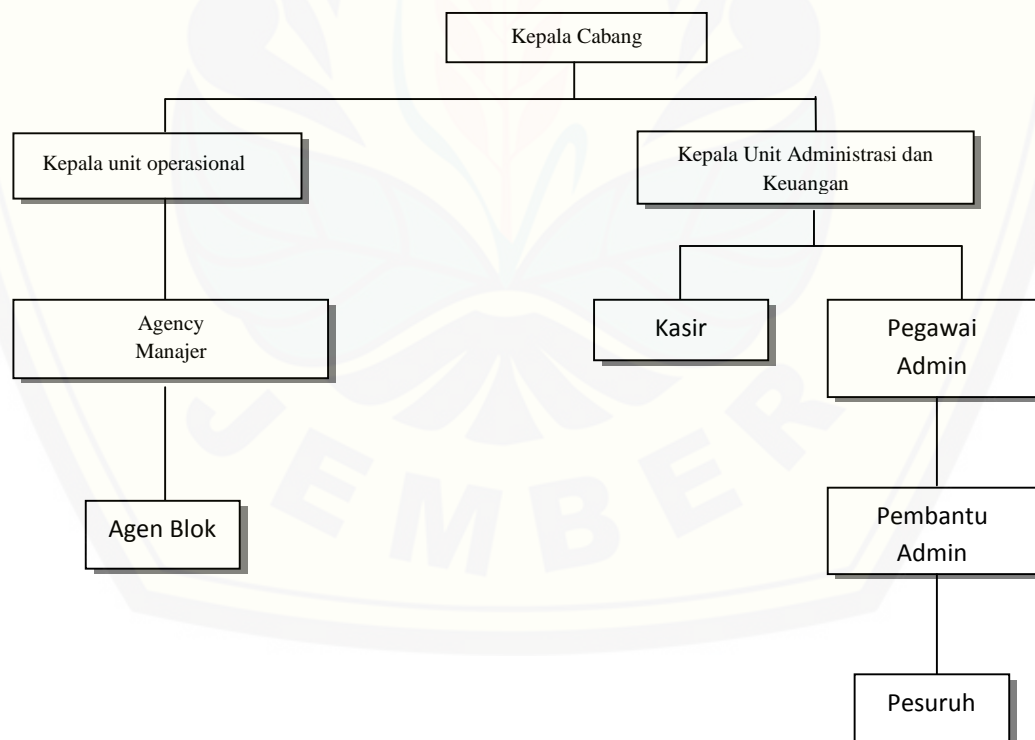 Kepala Cabang
Kepala unit operasional
Kepala Unit Administrasi dan
Keuangan
Agency
Manajer
Kasir
Pegawai
Admin
Agen Blok
Pembantu
Admin
Pesuruh
JEMBER